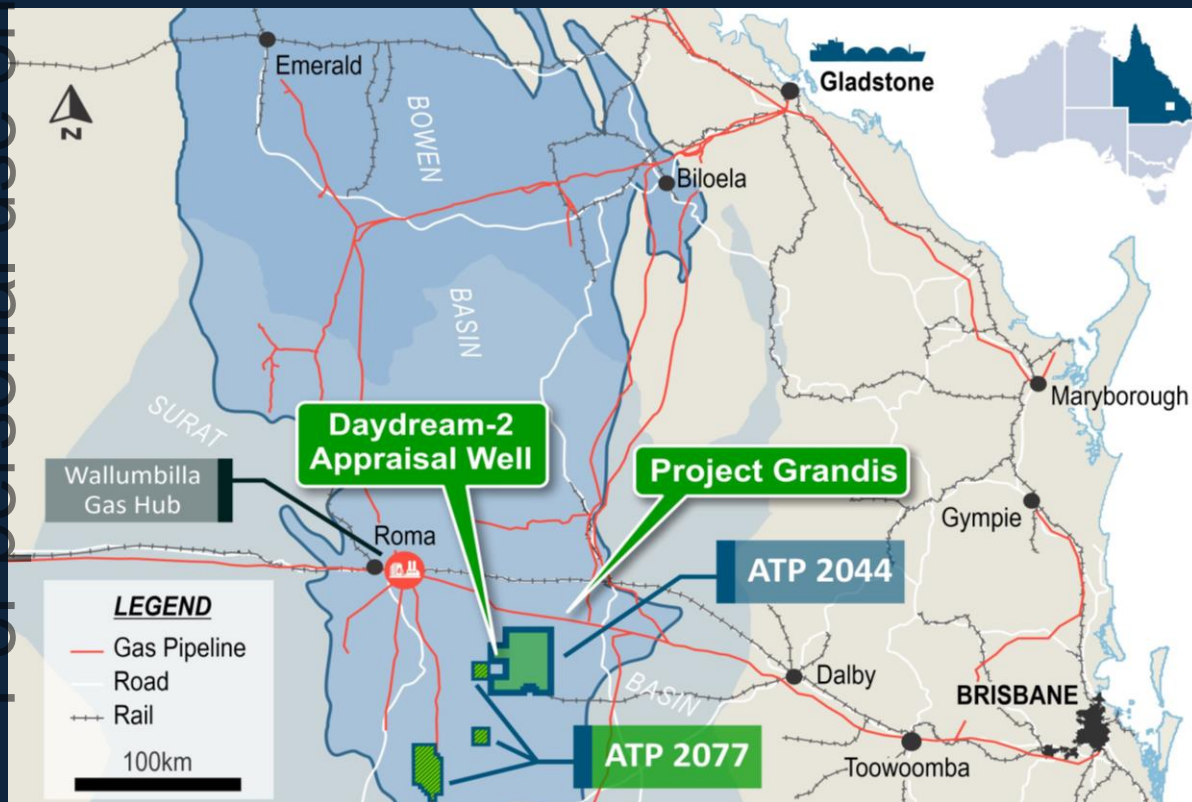 Emerald
Gladstone
BOWEN
Biloela
BASIN
Maryborough
SURAT
Daydream-2
Appraisal Well
Project Grandis
Wallumbilla
Gas Hub
Gympie
Roma
ATP 2044
N
LEGEND
Gas Pipeline
Road
Rail
100km
BASIN
Dalby
BRISBANE
ATP 2077
Toowoomba